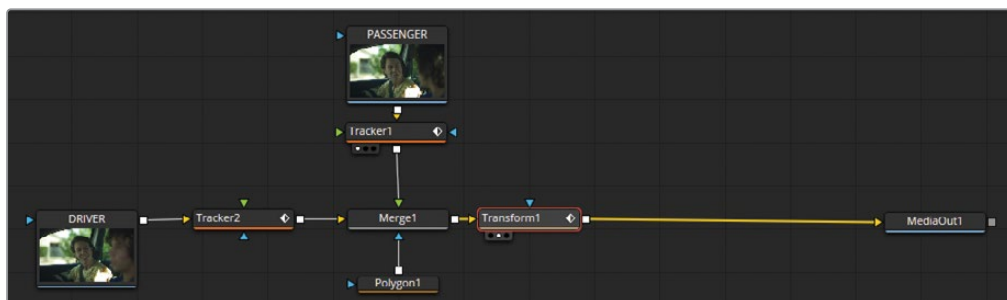 PASSENGER
Tracker1
DRIVER
Tracker2
Merge1
Transform1
MediaOut1
Polygon1